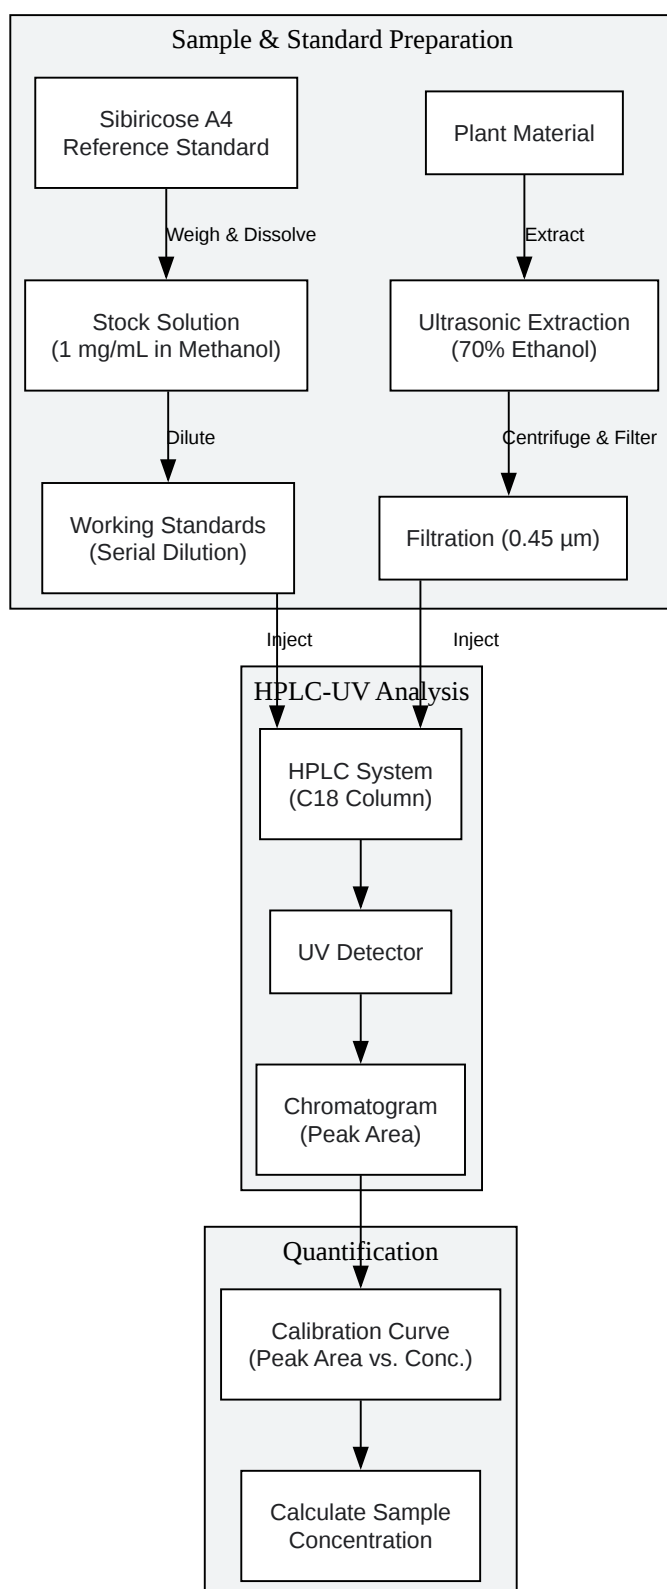 Sample & Standard Preparation
Sibiricose A4
Reference Standard
Plant Material
Weigh & Dissolve
Extract
Stock Solution
(1 mg/mL in Methanol)
Ultrasonic Extraction
(70% Ethanol)
Dilute
Centrifuge & Filter
Working Standards
(Serial Dilution)
Filtration (0.45 µm)
Inject
Inject
HPLC-UV Analysis
HPLC System
(C18 Column)
UV Detector
Chromatogram
(Peak Area)
Quantification
Calibration Curve
(Peak Area vs. Conc.)
Calculate Sample
Concentration